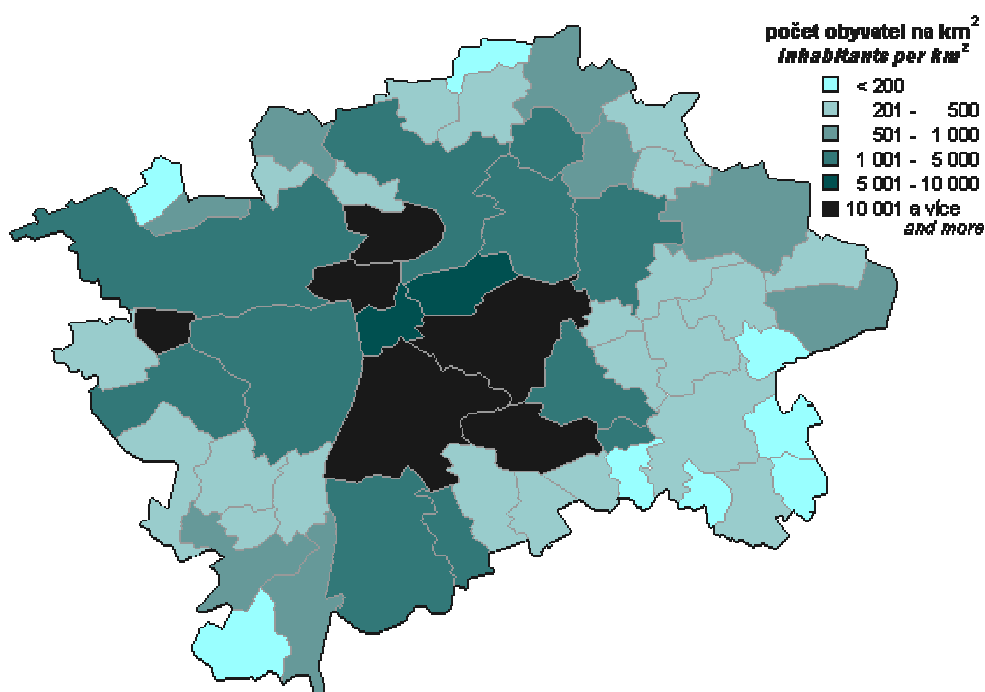 počet obyvatel na km²
inhabitants per km²
< 200
201 - 500
501 - 1 000
1 001 - 5 000
5 001 - 10 000
10 001 a více
and more